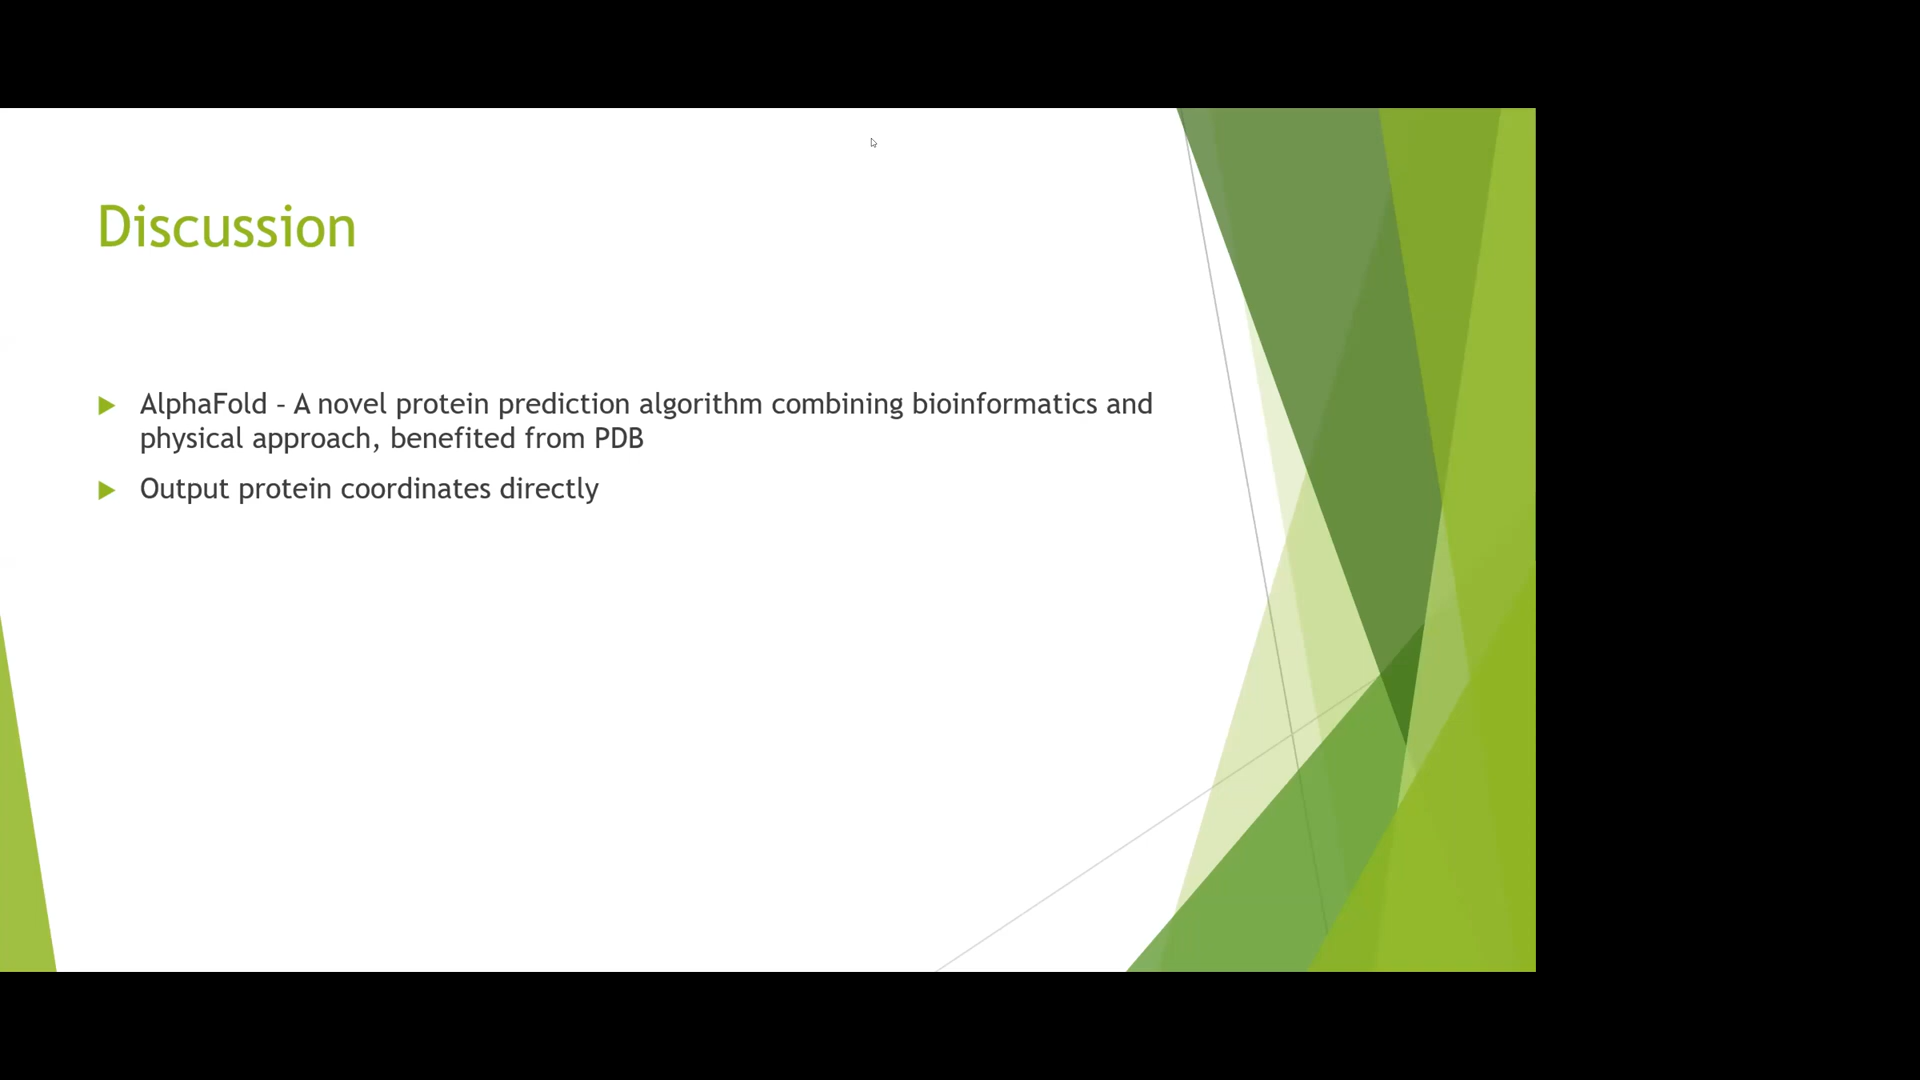 Discussion
AlphaFold – A novel protein prediction algorithm combining bioinformatics and
physical approach, benefited from PDB
Output protein coordinates directly